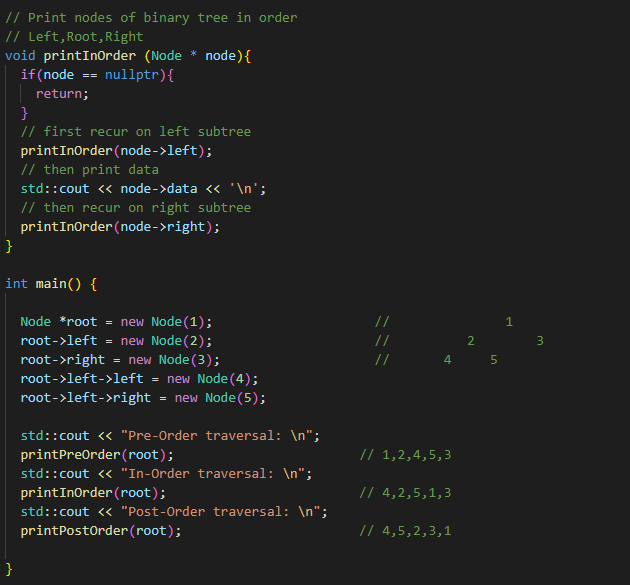 // Print nodes of binary tree in order
// Left,Root,Right
void printInOrder (Node * node){
if(node == nullptr){
return;
}
// first recur on left subtree
printInOrder(node->left);
// then print data
std::cout << node->data << '\n';
// then recur on right subtree
printInOrder(node->right);
}
int main() {
Node *root = new Node(1); // 1
root->left = new Node(2); // 2 3
root->right = new Node(3); // 4 5
root->left->left = new Node(4);
root->left->right = new Node(5);
std::cout << "Pre-Order traversal: \n";
printPreOrder(root); // 1,2,4,5,3
std::cout << "In-Order traversal: \n";
printInOrder(root); // 4,2,5,1,3
std::cout << "Post-Order traversal: \n";
printPostOrder(root); // 4,5,2,3,1
}